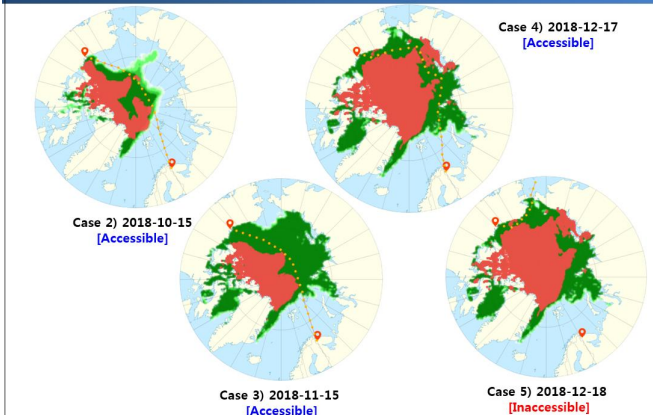 Case 4) 2018-12-17
[Accessible]
Case 2) 2018-10-15
[Accessible]
Case 3) 2018-11-15
[Accessible]
Case 5) 2018-12-18
[Inaccessible]